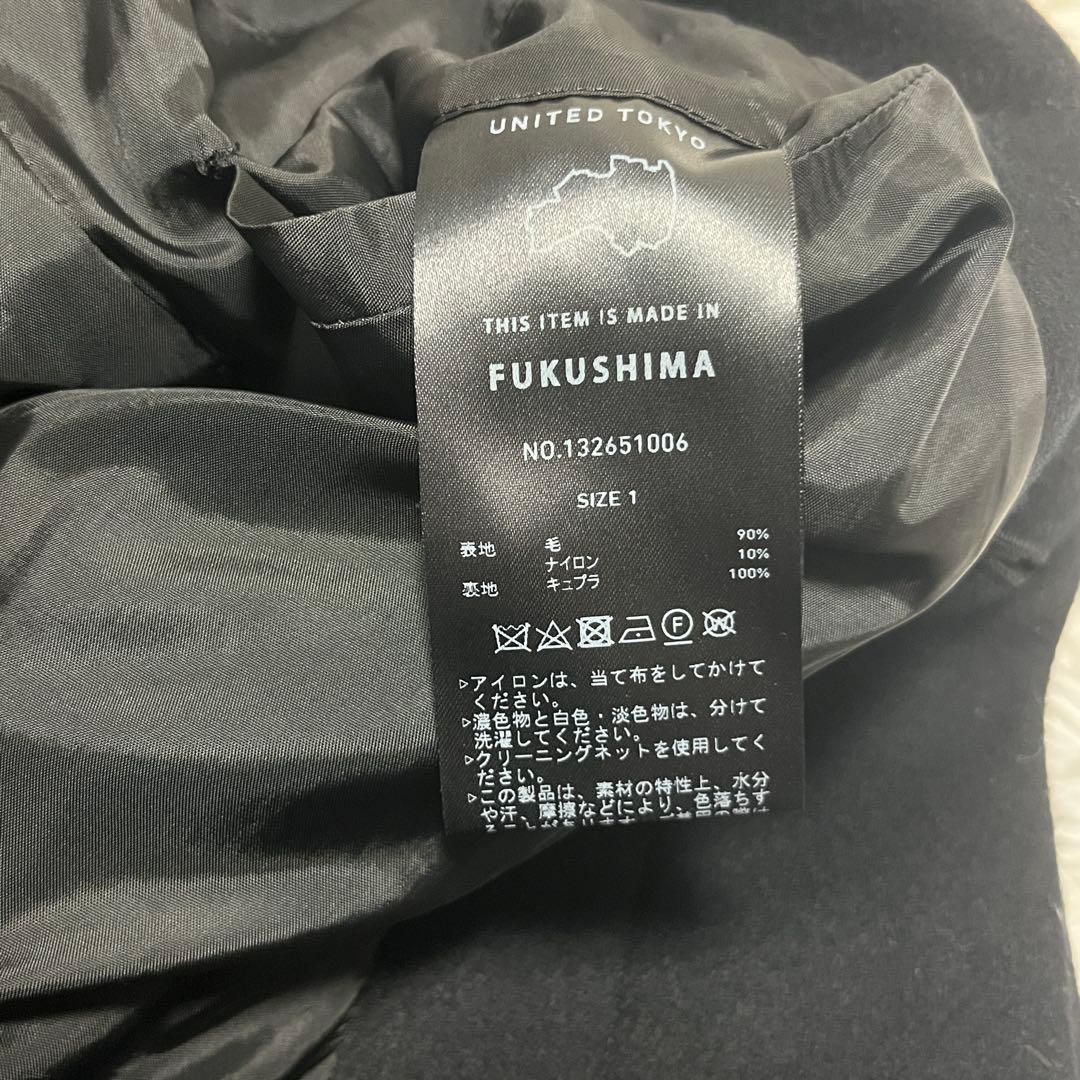 UNITED TOKYO
THIS ITEM IS MADE IN
FUKUSHIMA
NO.132651006
SIZE 1
表地 毛 90%
ナイロン 10%
裏地 キュプラ 100%
F W
▷アイロンは、当て布をしてかけて
ください。
▷濃色物と白色・淡色物は、分けて
洗濯してください。
▷クリーニングネットを使用してく
ださい。
▷この製品は、素材の特性上、水分
や汗、摩擦などにより、色落ちす